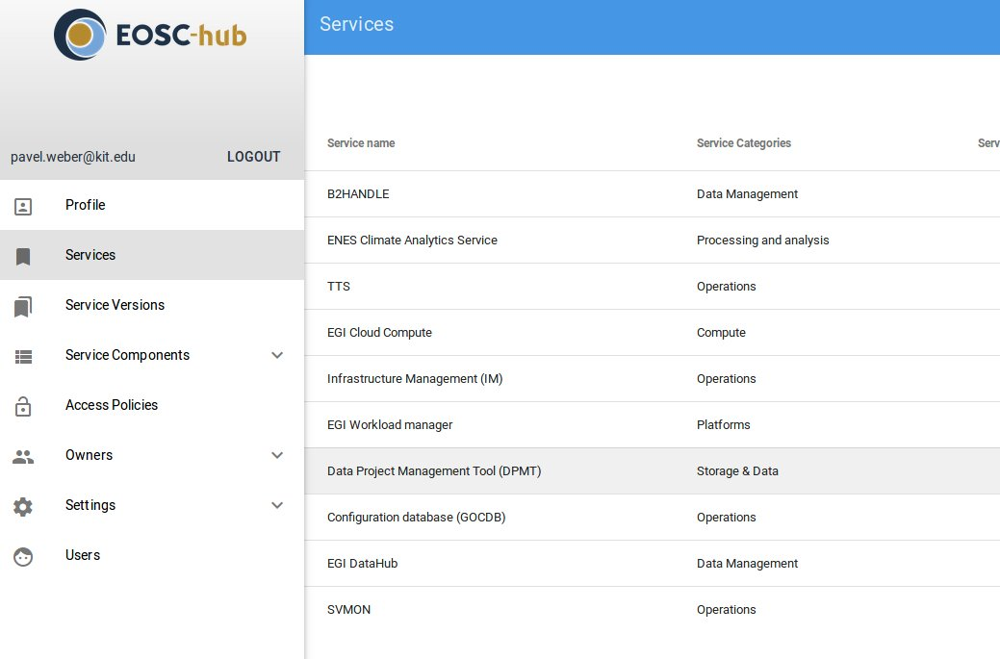 EOSC-hub
pavel.weber@kit.edu LOGOUT
Profile
Services
Service Versions
Service Components
Access Policies
Owners
Settings
Users
Services
Service name Service Categories Serv
B2HANDLE Data Management
ENES Climate Analytics Service Processing and analysis
TTS Operations
EGI Cloud Compute Compute
Infrastructure Management (IM) Operations
EGI Workload manager Platforms
Data Project Management Tool (DPMT) Storage & Data
Configuration database (GOCDB) Operations
EGI DataHub Data Management
SVMON Operations